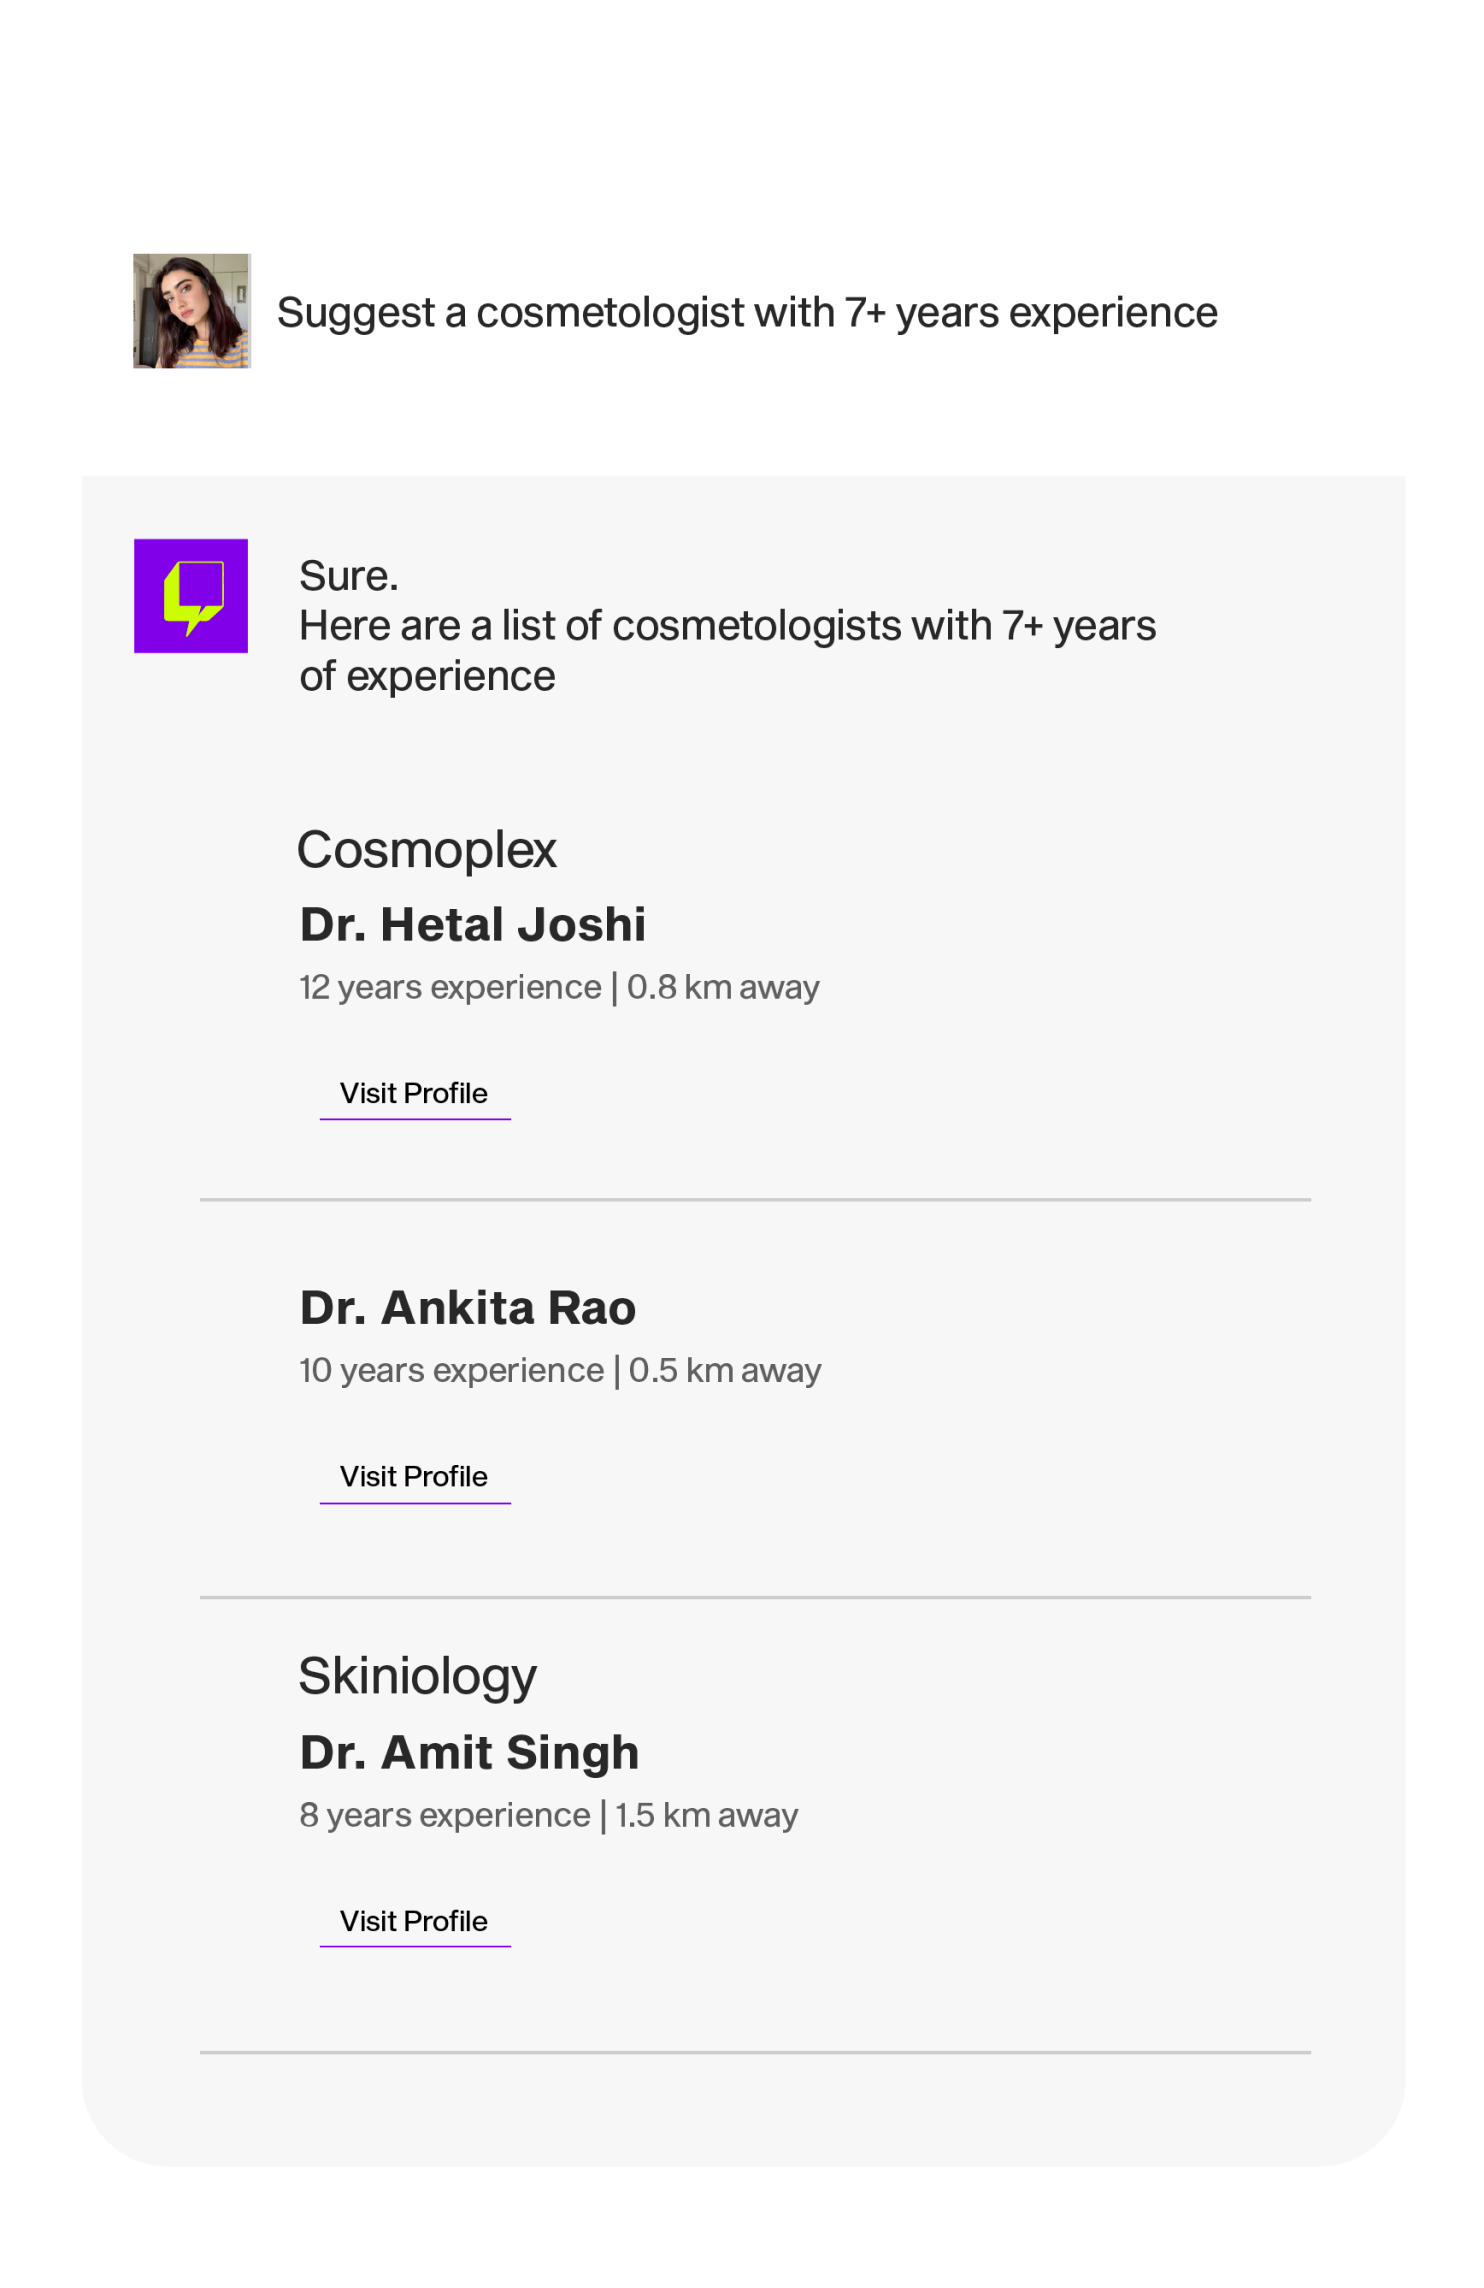 Suggest a cosmetologist with 7+ years experience
Sure.
Here are a list of cosmetologists with 7+ years
of experience
Cosmoplex
Dr. Hetal Joshi
12 years experience | 0.8 km away
Visit Profile
Dr. Ankita Rao
10 years experience | 0.5 km away
Visit Profile
Skiniology
Dr. Amit Singh
8 years experience | 1.5 km away
Visit Profile